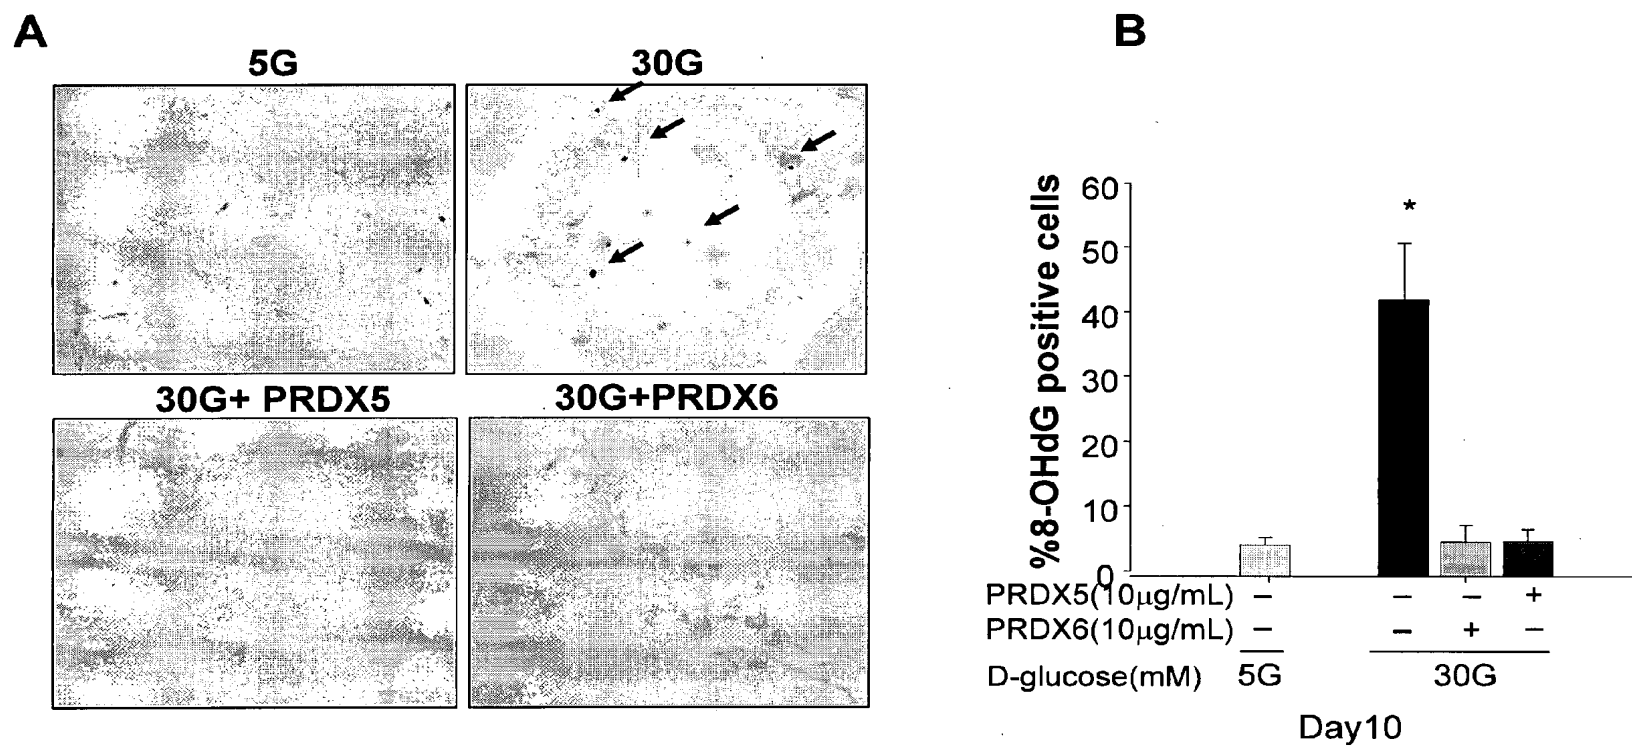 A
5G
30G
30G+ PRDX5
30G+PRDX6
B
*
%8-OHdG positive cells
60
50
40
30
20
10
0
PRDX5(10μg/mL) – – – +
PRDX6(10μg/mL) – – + –
D-glucose(mM) 5G 30G
Day10